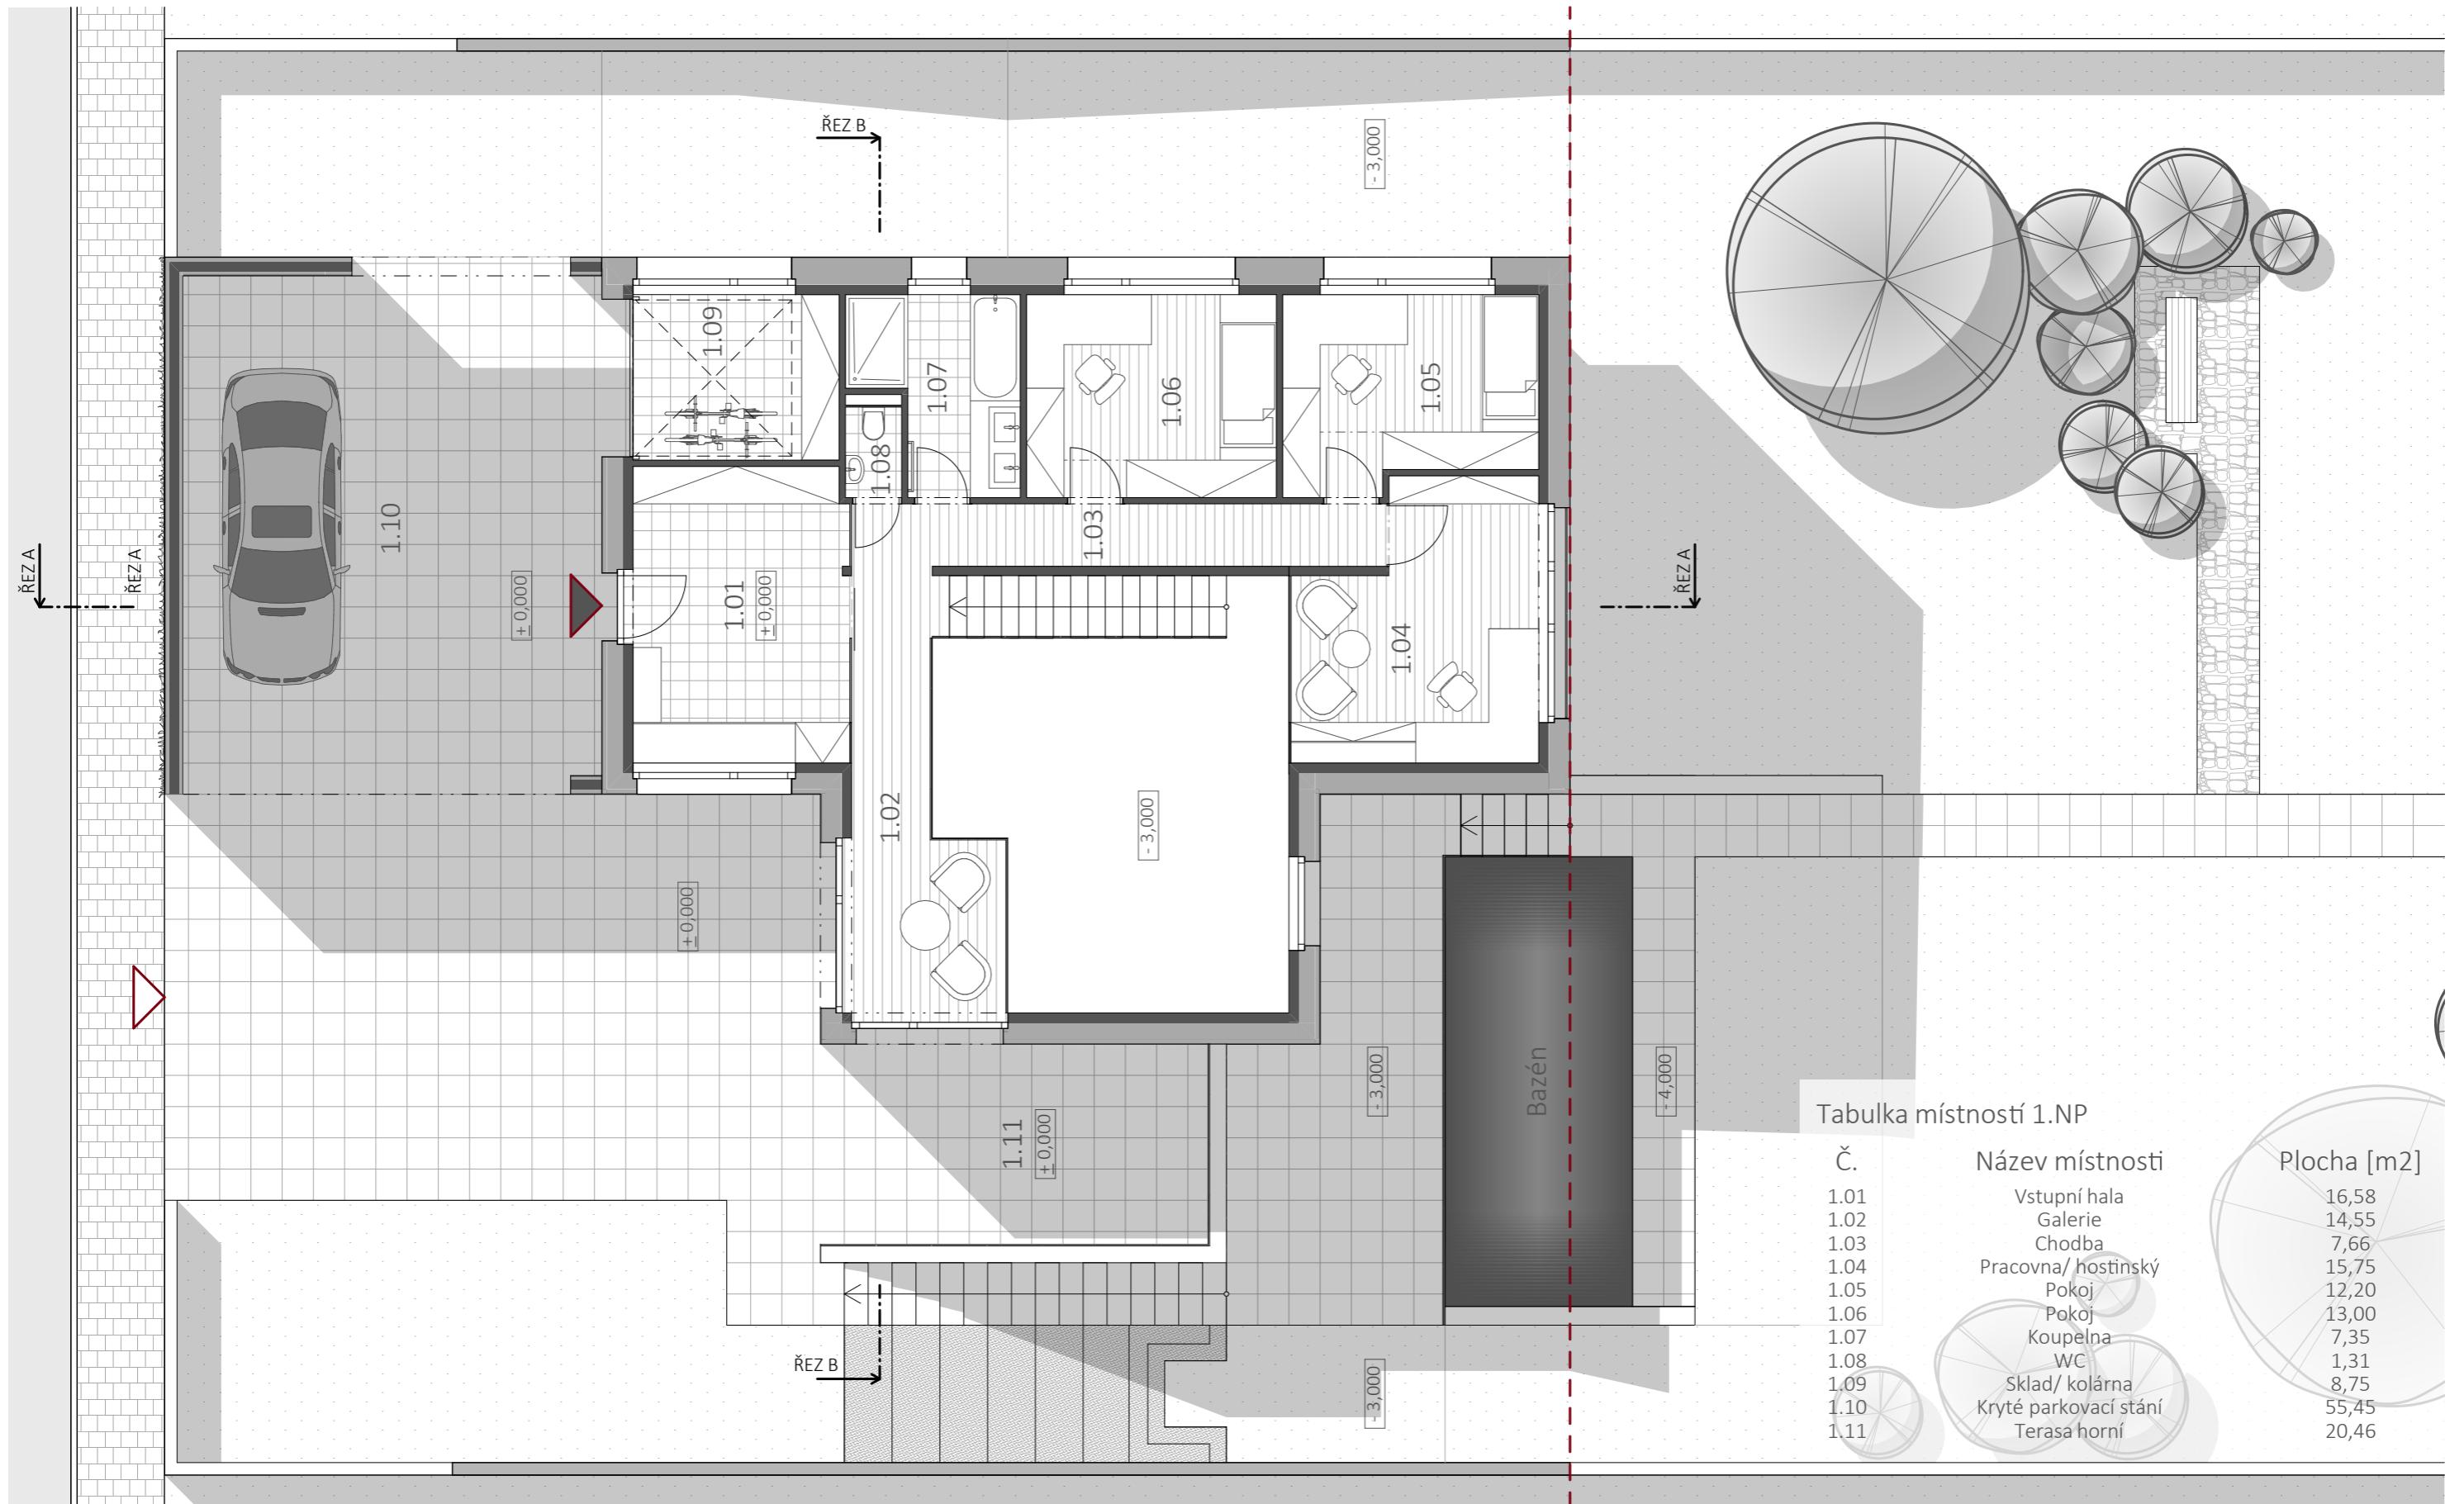 ŘEZ B
- 3,000
1.09
1.07
1.06
1.05
1.08
1.10
1.03
ŘEZ A
ŘEZ A
ŘEZ A
± 0,000
1.01
± 0,000
1.04
1.02
- 3,000
± 0,000
Bazén
- 3,000
- 4,000
1.11
± 0,000
ŘEZ B
- 3,000
Tabulka místností 1.NP
Č. Název místnosti Plocha [m2]
1.01 Vstupní hala 16,58
1.02 Galerie 14,55
1.03 Chodba 7,66
1.04 Pracovna/ hostinský 15,75
1.05 Pokoj 12,20
1.06 Pokoj 13,00
1.07 Koupelna 7,35
1.08 WC 1,31
1.09 Sklad/ kolárna 8,75
1.10 Kryté parkovací stání 55,45
1.11 Terasa horní 20,46